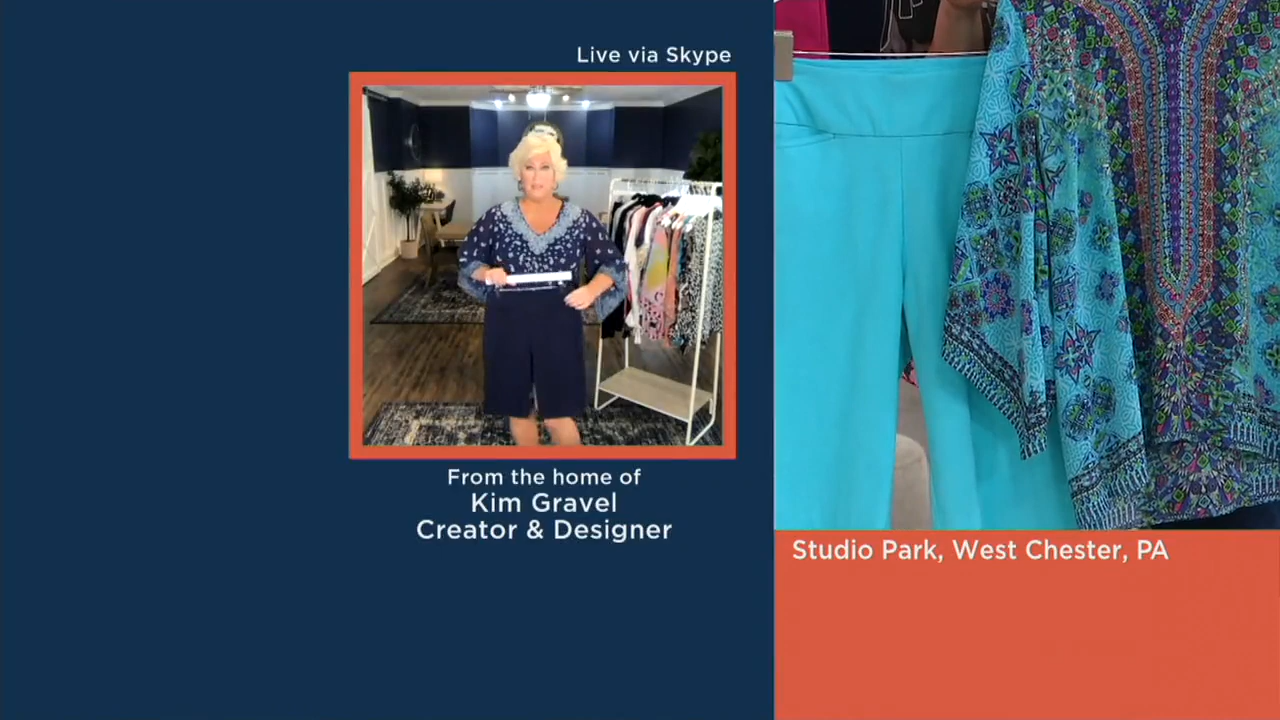 Live via Skype
From the home of
Kim Gravel
Creator & Designer
Studio Park, West Chester, PA